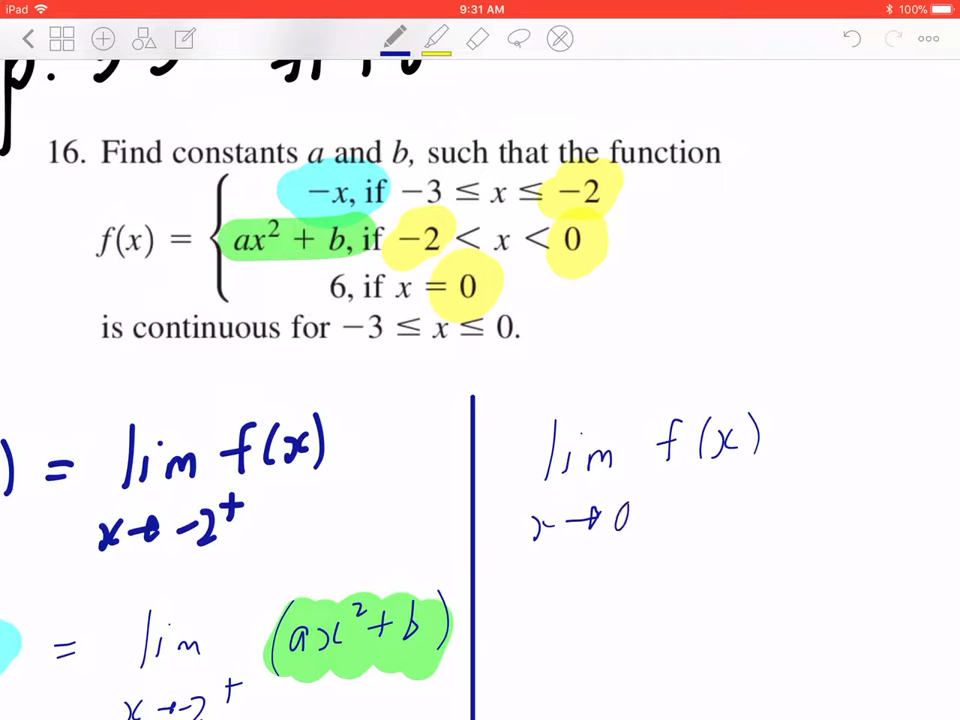 iPad 9:31 AM 100%
16. Find constants a and b, such that the function
f(x) = { −x, if −3 ≤ x ≤ −2
ax² + b, if −2 < x < 0
6, if x = 0
is continuous for −3 ≤ x ≤ 0.
) = lim f(x)
x→-2⁺
= lim (ax²+b)
x→-2⁺
lim f(x)
x→0